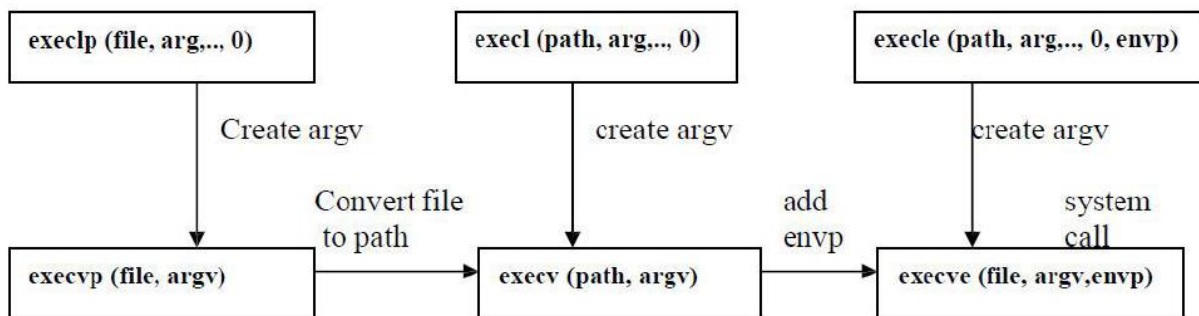 execlp (file, arg,.., 0)
execl (path, arg,.., 0)
execle (path, arg,.., 0, envp)
Create argv
create argv
create argv
Convert file
to path
add
envp
system
call
execvp (file, argv)
execv (path, argv)
execve (file, argv,envp)